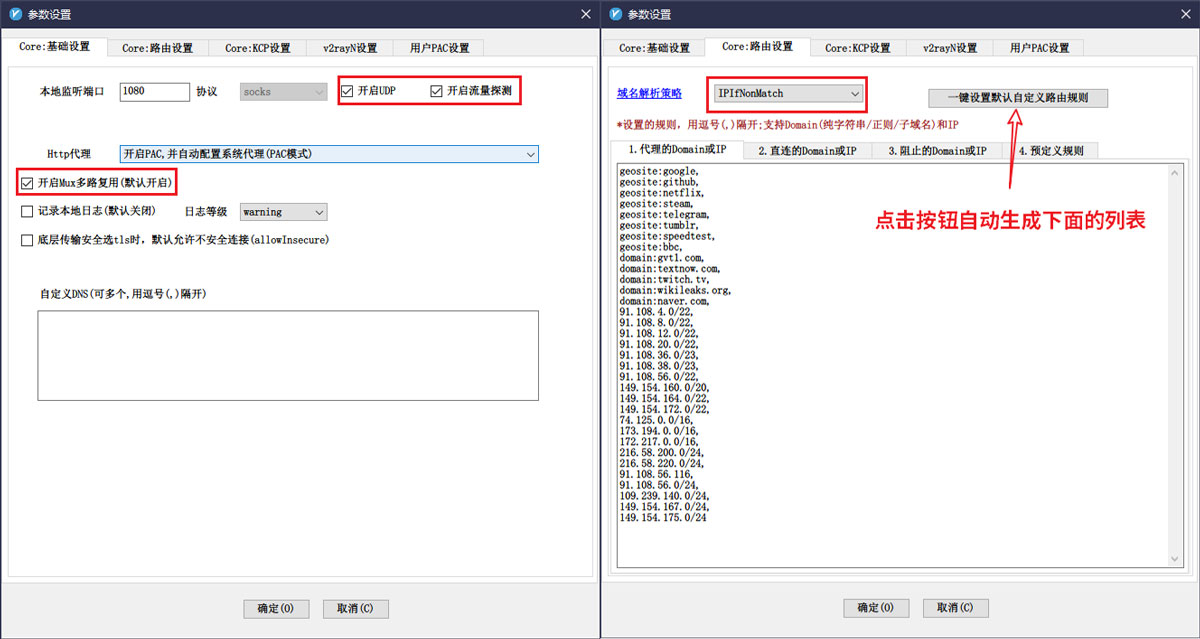 参数设置
Core:基础设置 Core:路由设置 Core:KCP设置 v2rayN设置 用户PAC设置
本地监听端口 1080 协议 socks 开启UDP 开启流量探测
Http代理 开启PAC,并自动配置系统代理(PAC模式)
开启Mux多路复用(默认开启)
记录本地日志(默认关闭) 日志等级 warning
底层传输安全选tls时，默认允许不安全连接(allowInsecure)
自定义DNS(可多个,用逗号(,)隔开)
确定(O) 取消(C)
参数设置
Core:基础设置 Core:路由设置 Core:KCP设置 v2rayN设置 用户PAC设置
域名解析策略 IPIfNonMatch 一键设置默认自定义路由规则
*设置的规则，用逗号(,)隔开;支持Domain(纯字符串/正则/子域名)和IP
1.代理的Domain或IP 2.直连的Domain或IP 3.阻止的Domain或IP 4.预定义规则
geosite:google,
geosite:github,
geosite:netflix,
geosite:steam,
geosite:telegram,
geosite:tumblr,
geosite:speedtest,
geosite:bbc,
domain:gvt1.com,
domain:textnow.com,
domain:twitch.tv,
domain:wikileaks.org,
domain:naver.com,
91.108.4.0/22,
91.108.8.0/22,
91.108.12.0/22,
91.108.20.0/22,
91.108.36.0/23,
91.108.38.0/23,
91.108.56.0/22,
149.154.160.0/20,
149.154.164.0/22,
149.154.172.0/22,
74.125.0.0/16,
173.194.0.0/16,
172.217.0.0/16,
216.58.200.0/24,
216.58.220.0/24,
91.108.56.116,
91.108.56.0/24,
109.239.140.0/24,
149.154.167.0/24,
149.154.175.0/24
点击按钮自动生成下面的列表
确定(O) 取消(C)